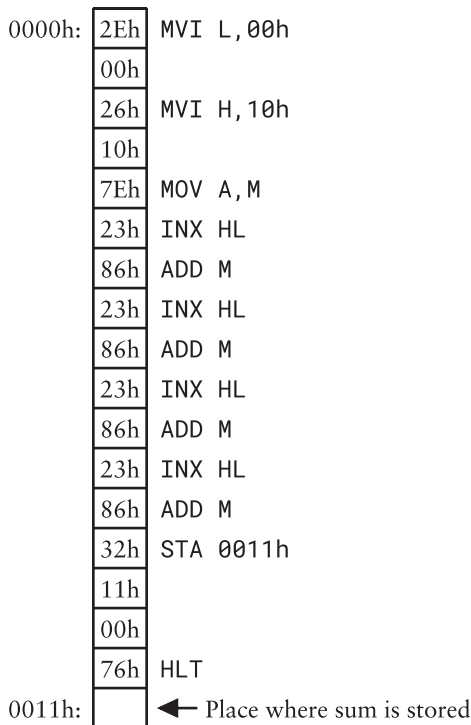 0000h: 2Eh MVI L,00h
00h
26h MVI H,10h
10h
7Eh MOV A,M
23h INX HL
86h ADD M
23h INX HL
86h ADD M
23h INX HL
86h ADD M
23h INX HL
86h ADD M
32h STA 0011h
11h
00h
76h HLT
0011h: Place where sum is stored